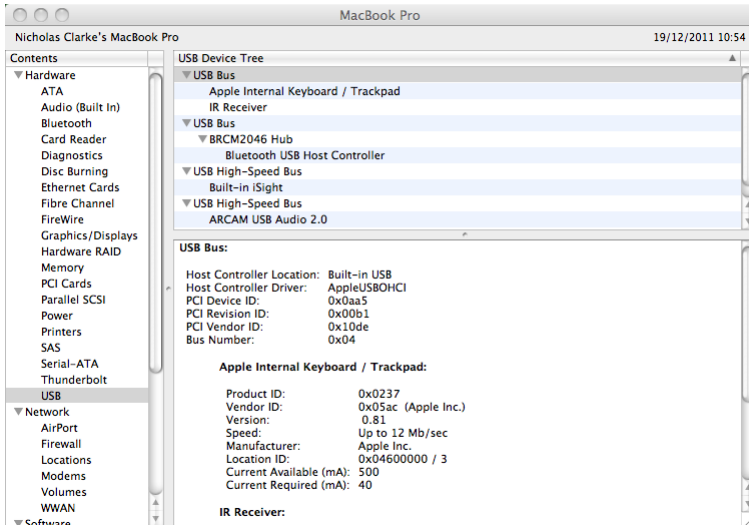 MacBook Pro
Nicholas Clarke's MacBook Pro 19/12/2011 10:54
Contents
Hardware
ATA
Audio (Built In)
Bluetooth
Card Reader
Diagnostics
Disc Burning
Ethernet Cards
Fibre Channel
FireWire
Graphics/Displays
Hardware RAID
Memory
PCI Cards
Parallel SCSI
Power
Printers
SAS
Serial-ATA
Thunderbolt
USB
Network
AirPort
Firewall
Locations
Modems
Volumes
WWAN
Software
USB Device Tree
USB Bus
Apple Internal Keyboard / Trackpad
IR Receiver
USB Bus
BRCM2046 Hub
Bluetooth USB Host Controller
USB High-Speed Bus
Built-in iSight
USB High-Speed Bus
ARCAM USB Audio 2.0
USB Bus:
Host Controller Location: Built-in USB
Host Controller Driver: AppleUSBOHCI
PCI Device ID: 0x0aa5
PCI Revision ID: 0x00b1
PCI Vendor ID: 0x10de
Bus Number: 0x04
Apple Internal Keyboard / Trackpad:
Product ID: 0x0237
Vendor ID: 0x05ac (Apple Inc.)
Version: 0.81
Speed: Up to 12 Mb/sec
Manufacturer: Apple Inc.
Location ID: 0x04600000 / 3
Current Available (mA): 500
Current Required (mA): 40
IR Receiver: